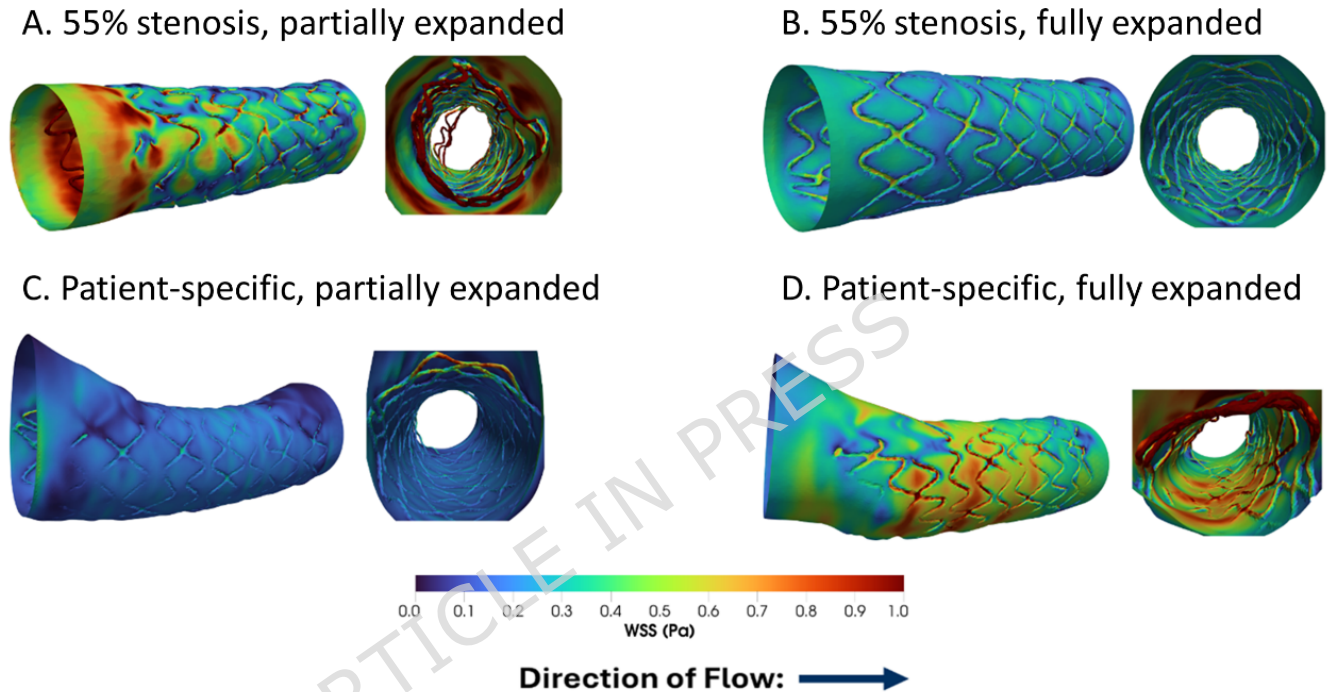 A. 55% stenosis, partially expanded
B. 55% stenosis, fully expanded
C. Patient-specific, partially expanded
D. Patient-specific, fully expanded
ARTICLE IN PRESS
0.0 0.1 0.2 0.3 0.4 0.5 0.6 0.7 0.8 0.9 1.0
WSS (Pa)
Direction of Flow: